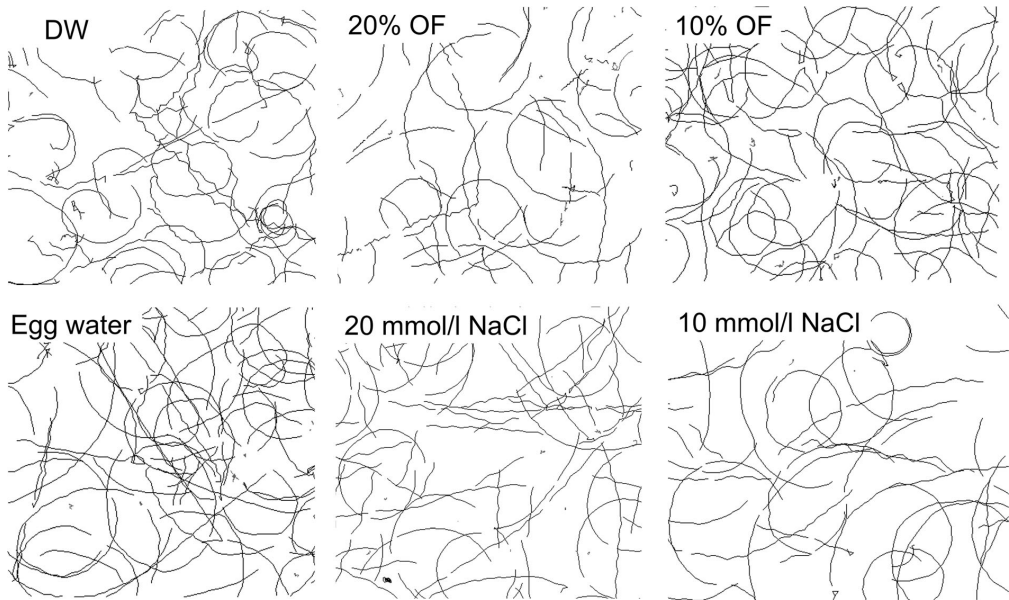 DW
20% OF
10% OF
Egg water
20 mmol/l NaCl
10 mmol/l NaCl